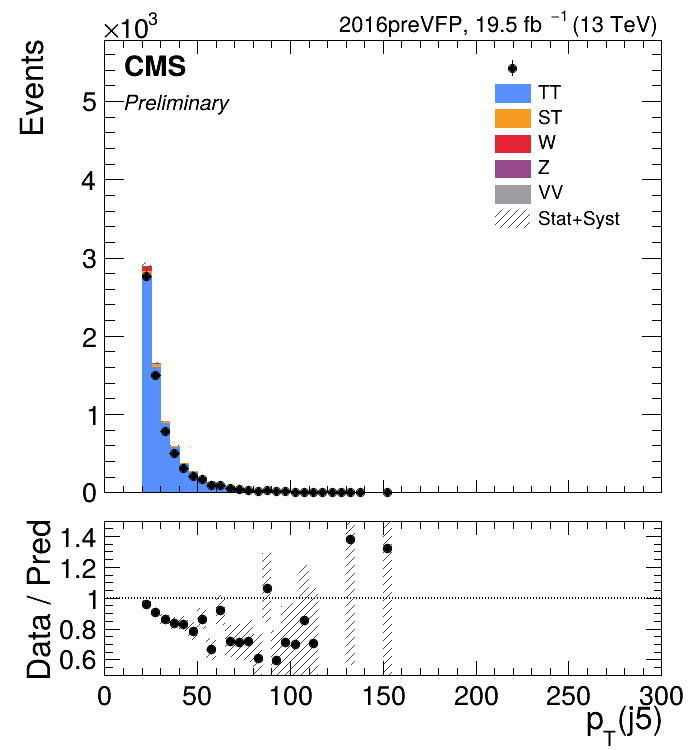 ×10³
2016preVFP, 19.5 fb ⁻¹ (13 TeV)
CMS
Preliminary
Events
TT
ST
W
Z
VV
Stat+Syst
5
4
3
2
1
0
Data / Pred
1.4
1.2
1
0.8
0.6
0 50 100 150 200 250 300
p_T(j5)